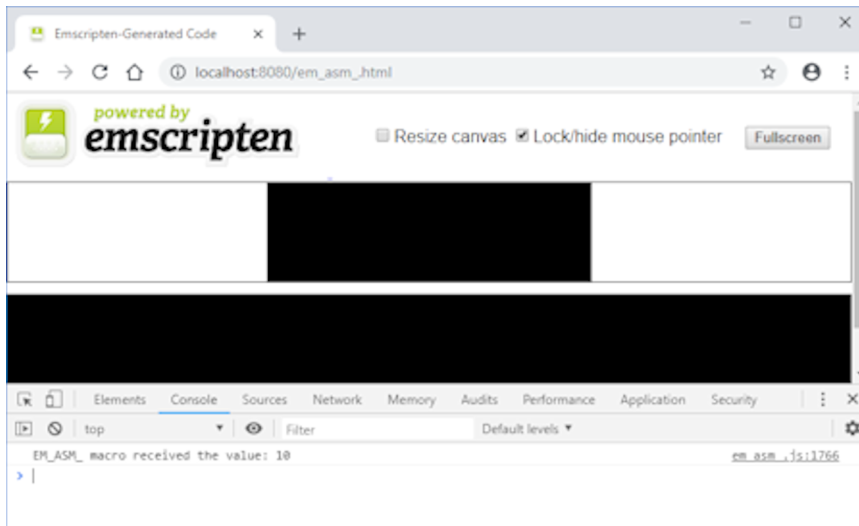 Emscripten-Generated Code
localhost:8080/em_asm_.html
powered by
emscripten
Resize canvas Lock/hide mouse pointer Fullscreen
Elements Console Sources Network Memory Audits Performance Application Security
top Filter Default levels
EM_ASM_ macro received the value: 10 em_asm_.js:1766